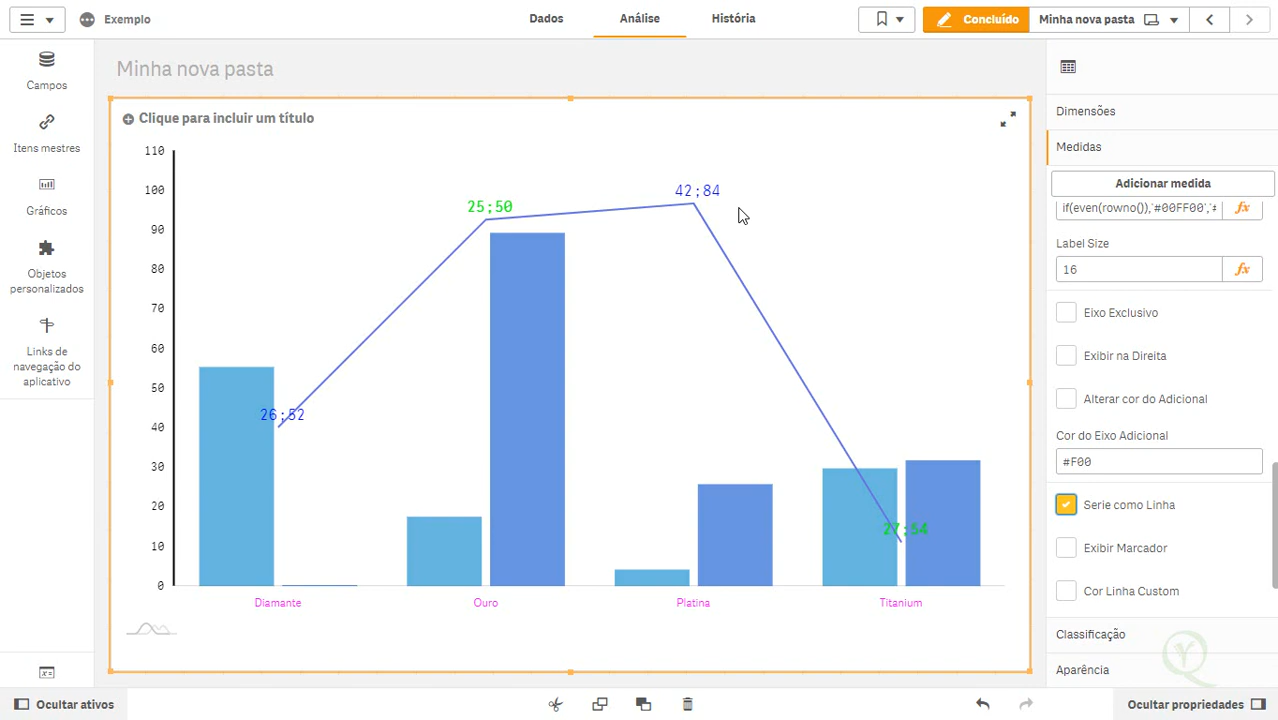 Exemplo
Dados
Análise
História
Concluído
Minha nova pasta
Campos
Itens mestres
Gráficos
Objetos
personalizados
Links de
navegação do
aplicativo
Minha nova pasta
Clique para incluir um título
110
100
90
80
70
60
50
40
30
20
10
0
26;52
25;50
42;84
27;54
Diamante
Ouro
Platina
Titanium
Dimensões
Medidas
Adicionar medida
if(even(rowno()),'#00FF00','#
fx
Label Size
16
fx
Eixo Exclusivo
Exibir na Direita
Alterar cor do Adicional
Cor do Eixo Adicional
#F00
Serie como Linha
Exibir Marcador
Cor Linha Custom
Classificação
Aparência
Ocultar ativos
Ocultar propriedades